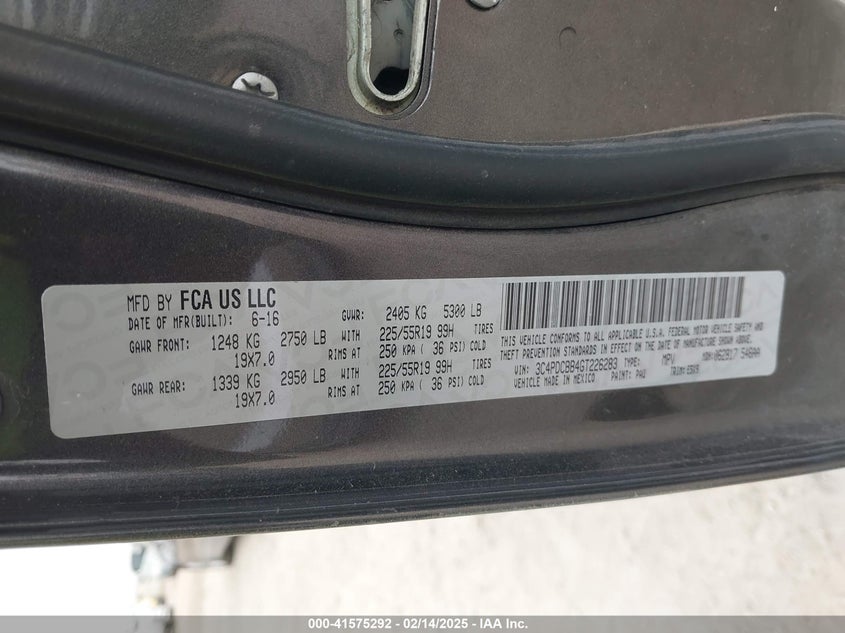 MFD BY FCA US LLC
DATE OF MFR(BUILT): 6-16 GVWR: 2405 KG 5300 LB
GAWR FRONT: 1248 KG 2750 LB WITH 225/55R19 99H TIRES
19X7.0 RIMS AT 250 KPA ( 36 PSI) COLD
GAWR REAR: 1339 KG 2950 LB WITH 225/55R19 99H TIRES
19X7.0 RIMS AT 250 KPA ( 36 PSI) COLD
THIS VEHICLE CONFORMS TO ALL APPLICABLE U.S.A. FEDERAL MOTOR VEHICLE SAFETY AND
THEFT PREVENTION STANDARDS IN EFFECT ON THE DATE OF MANUFACTURE SHOWN ABOVE.
VIN: 3C4PDCBB4GT226283 TYPE: MPV MDH: 062817
VEHICLE MADE IN MEXICO PAINT: PAU TRIM:
000-41575292 - 02/14/2025 - IAA Inc.